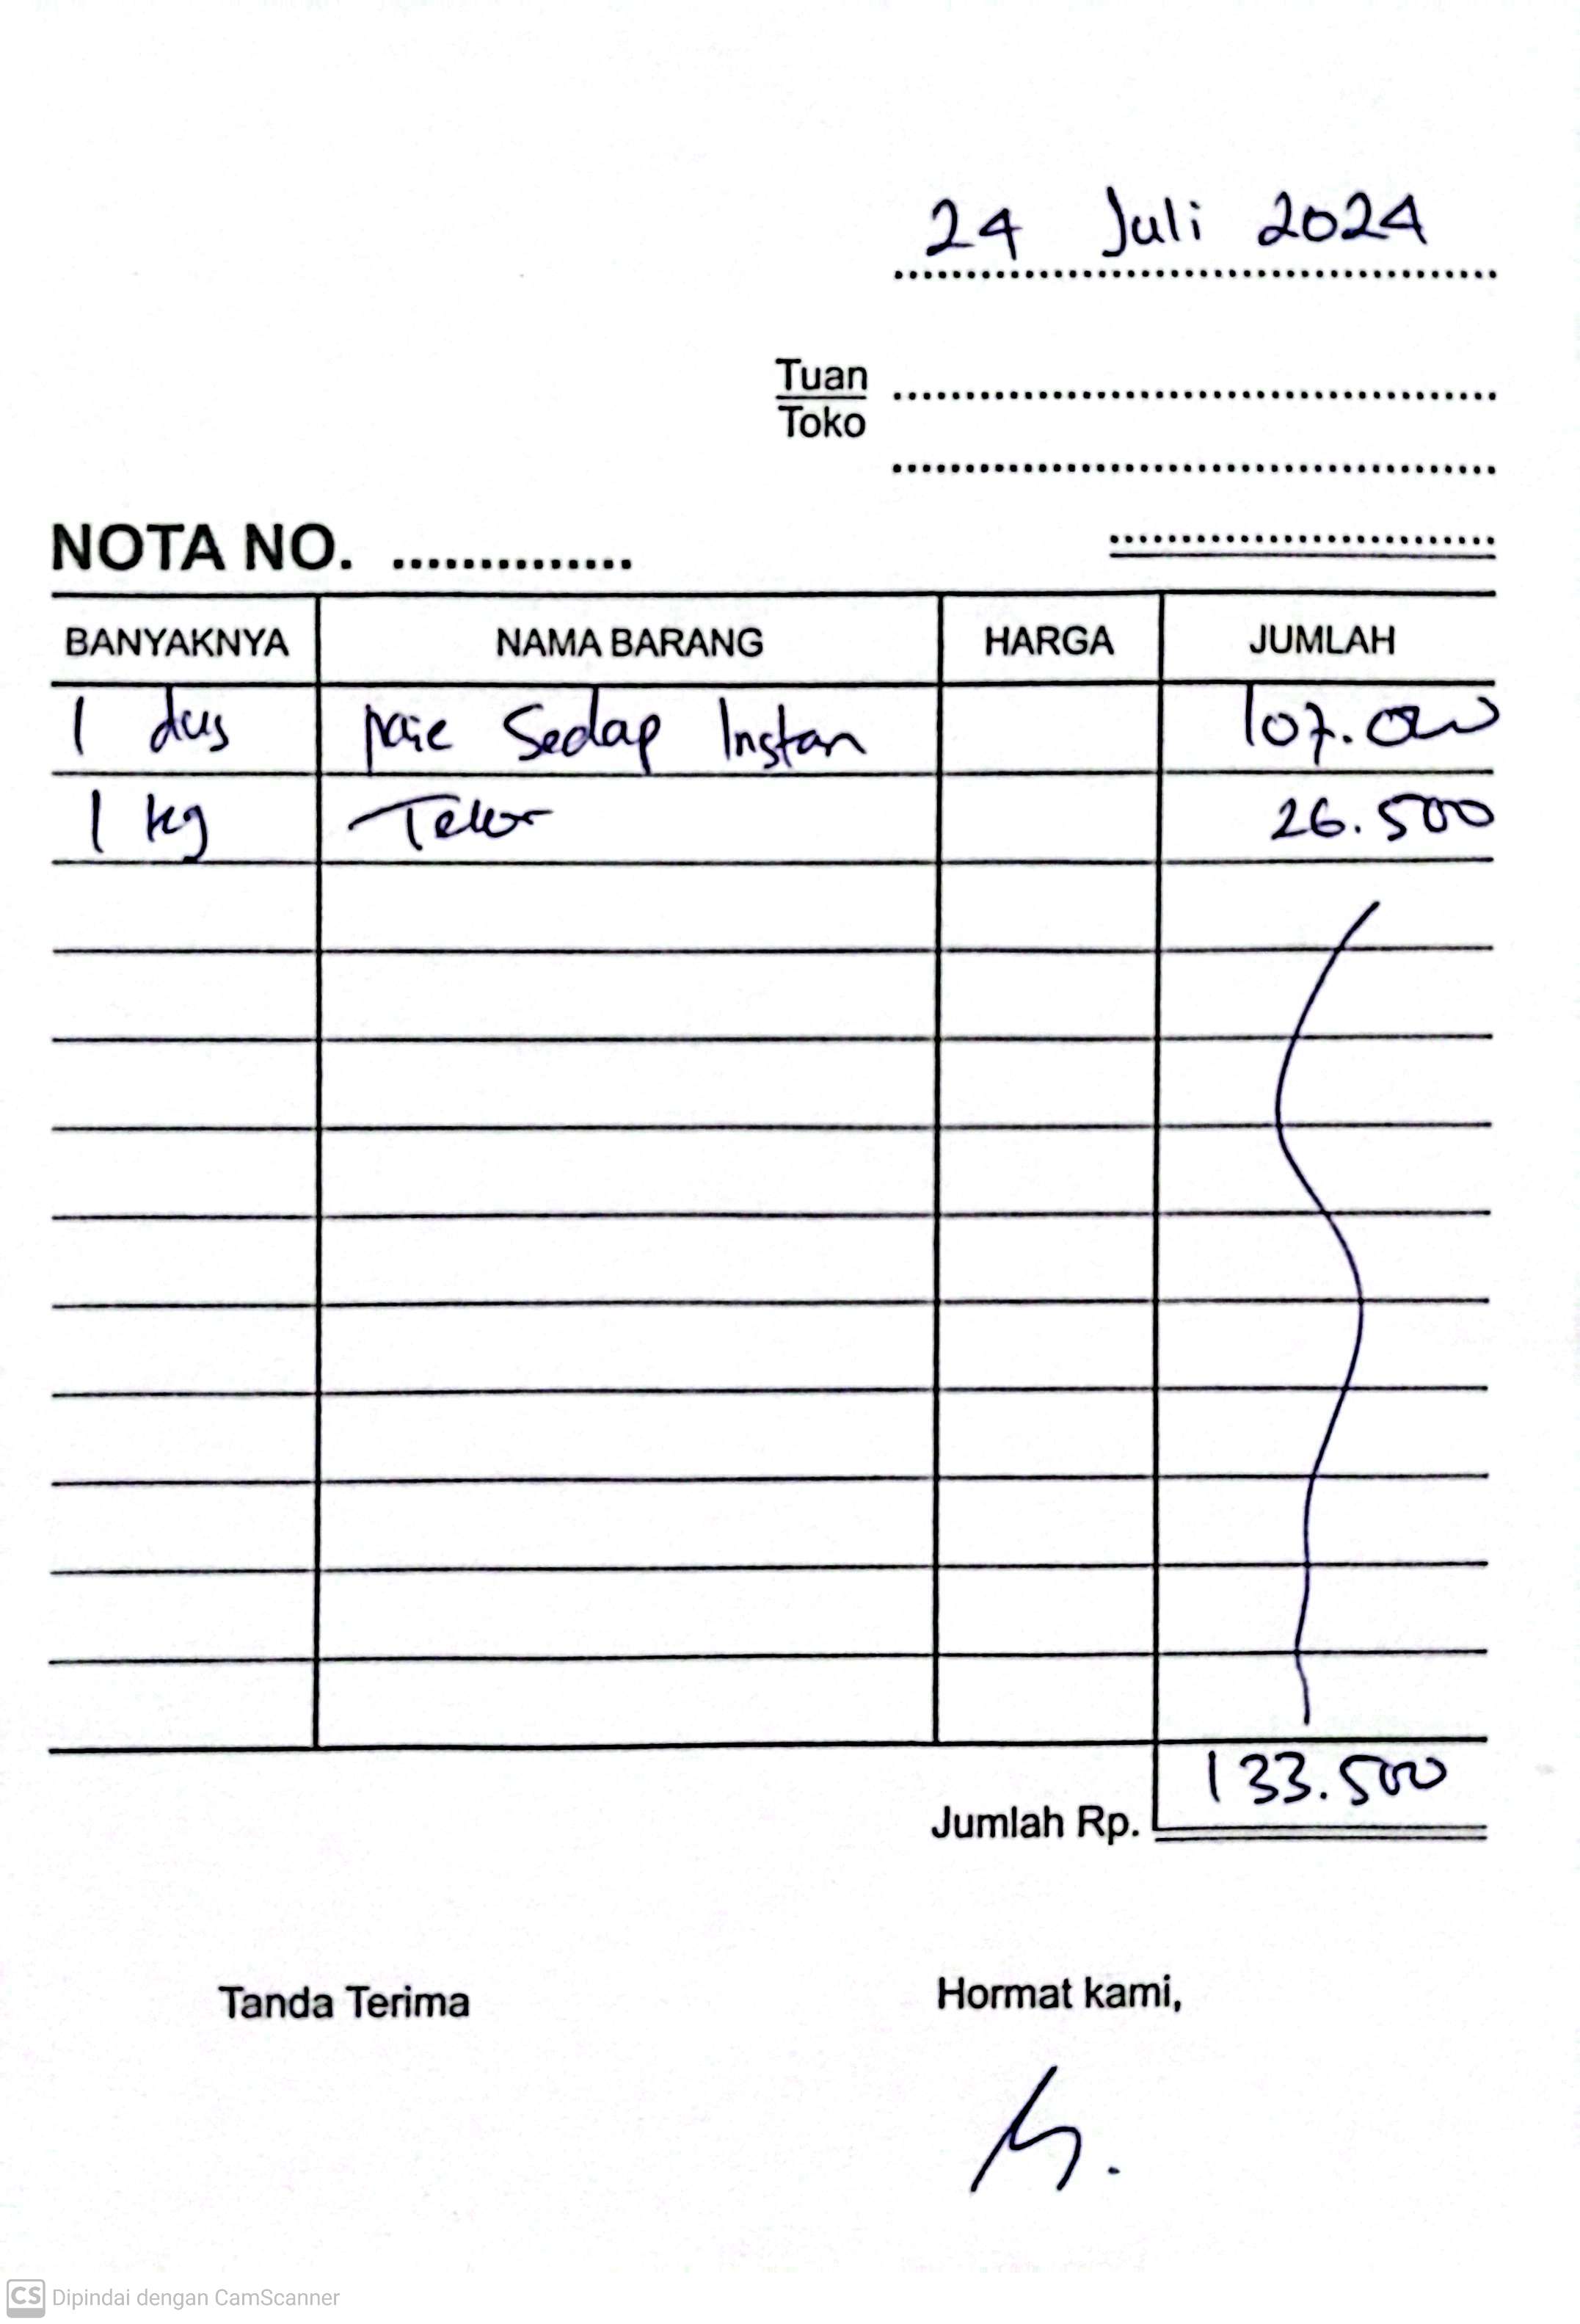 24 Juli 2024
Tuan
Toko
NOTA NO. ..............
BANYAKNYA NAMA BARANG HARGA JUMLAH
1 dus Mie Sedap Instan 107.000
1 kg Telor 26.500
Jumlah Rp. 133.500
Tanda Terima Hormat kami,
CS Dipindai dengan CamScanner